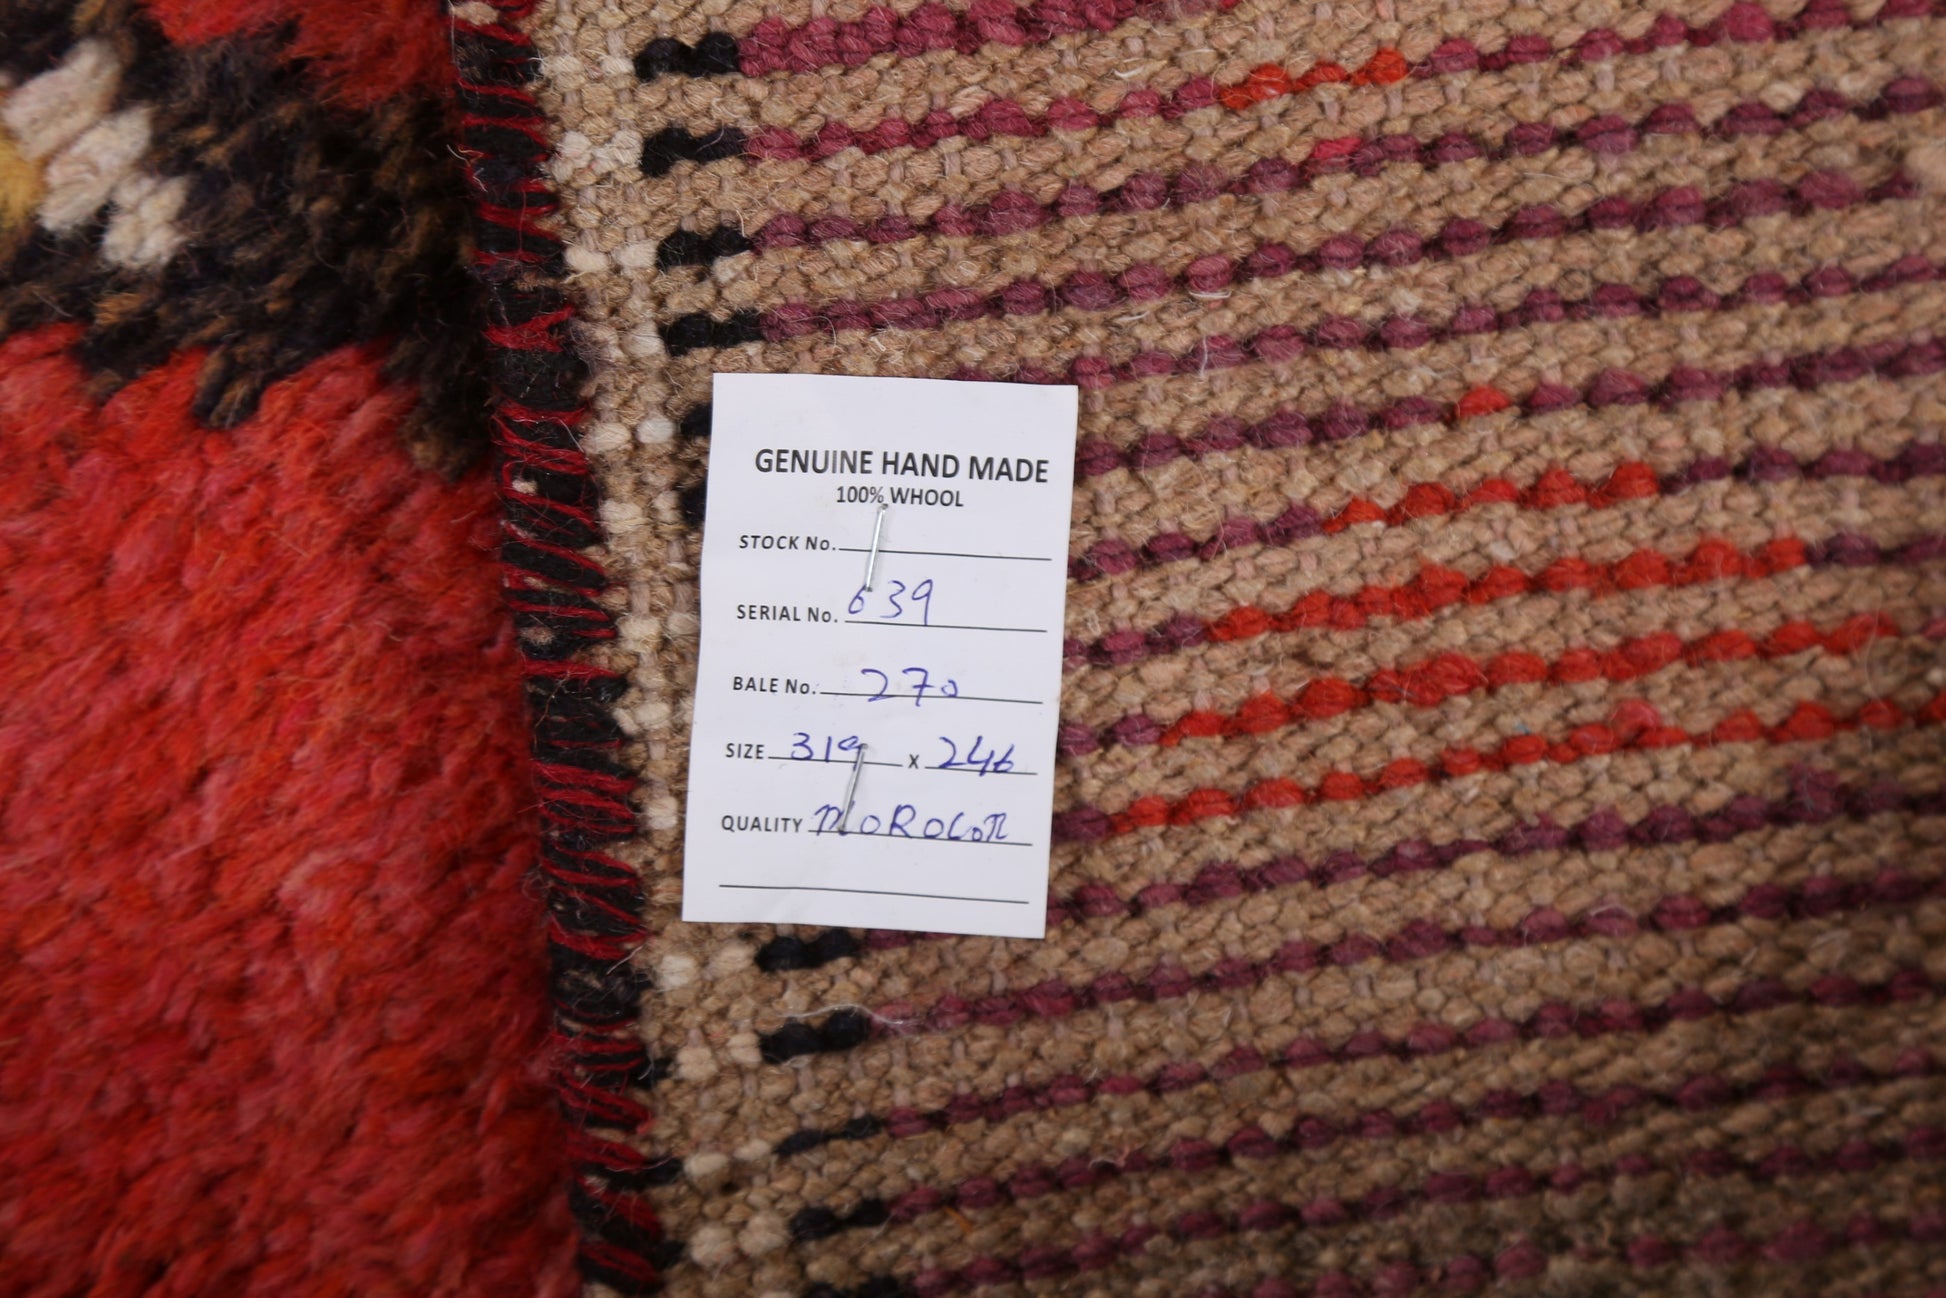 GENUINE HAND MADE
100% WHOOL
STOCK No.
SERIAL No. 639
BALE No. 270
SIZE 319 x 246
QUALITY MOROCON